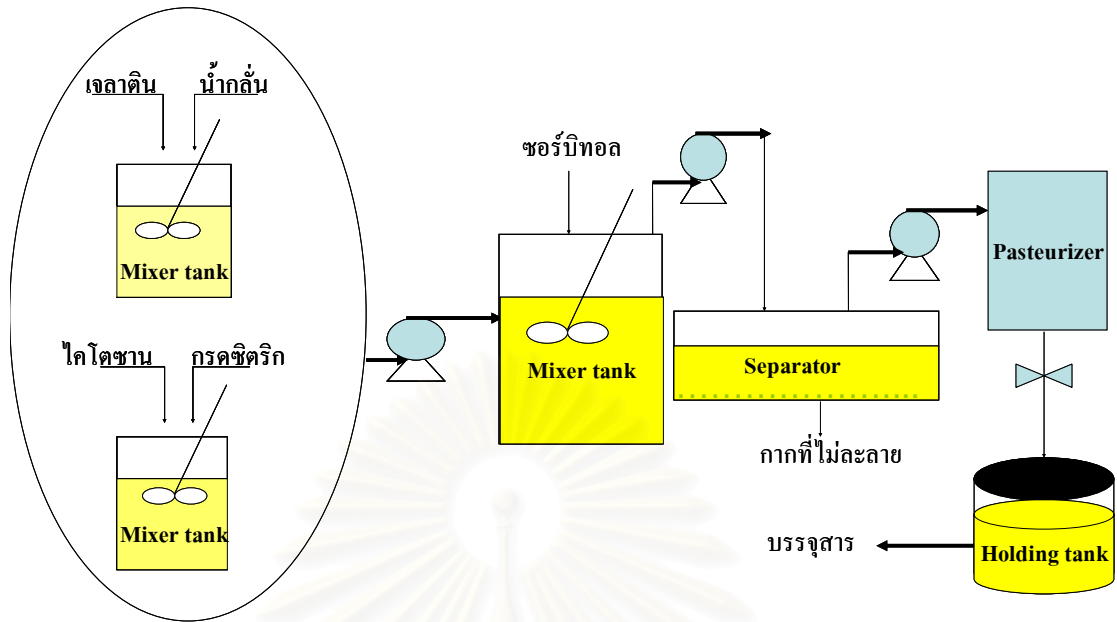 เจลาติน น้ำกลั่น
Mixer tank
ไคโตซาน กรดซิตริก
Mixer tank
ซอร์บิทอล
Mixer tank
Separator
กากที่ไม่ละลาย
Pasteurizer
บรรจุสาร
Holding tank